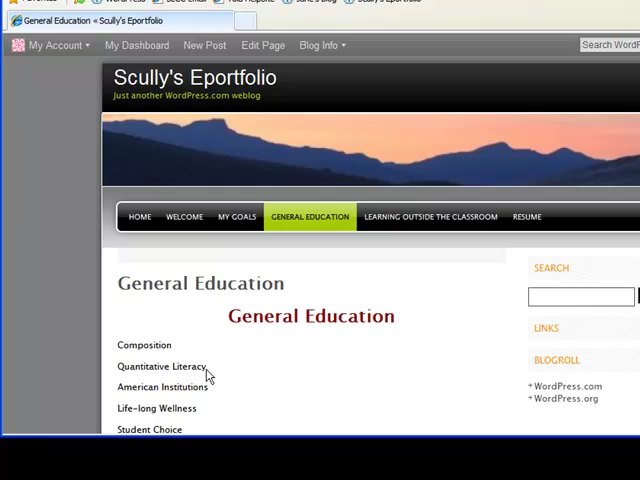 General Education « Scully's Eportfolio
My Account ▾ My Dashboard New Post Edit Page Blog Info ▾ Search WordP
Scully's Eportfolio
Just another WordPress.com weblog
HOME WELCOME MY GOALS GENERAL EDUCATION LEARNING OUTSIDE THE CLASSROOM RESUME
General Education
General Education
Composition
Quantitative Literacy
American Institutions
Life-long Wellness
Student Choice
SEARCH
LINKS
BLOGROLL
WordPress.com
WordPress.org